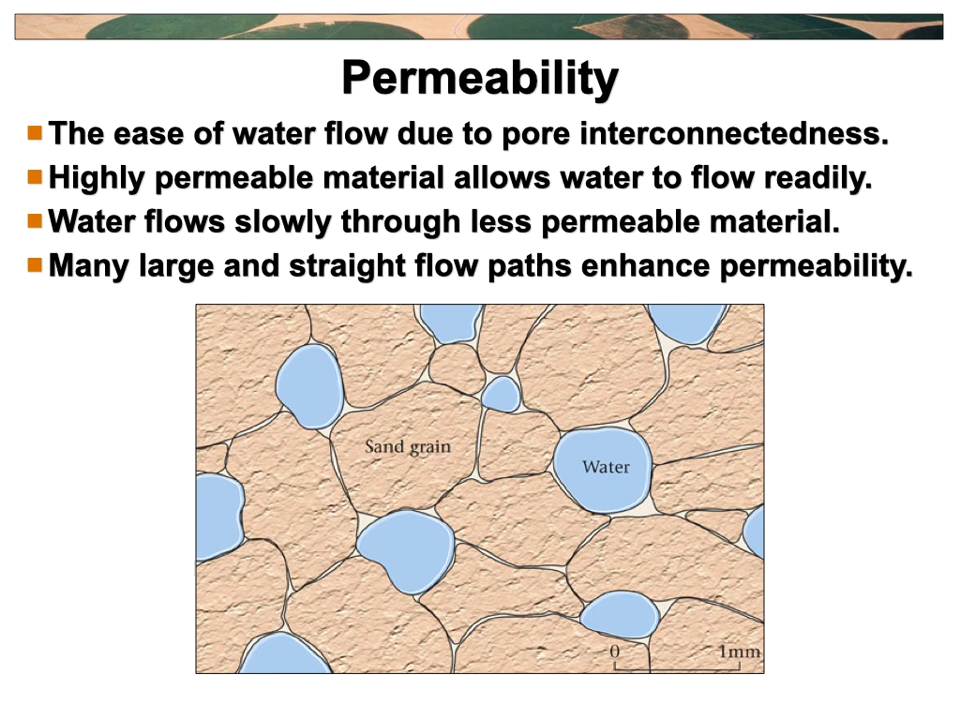 Permeability
The ease of water flow due to pore interconnectedness.
Highly permeable material allows water to flow readily.
Water flows slowly through less permeable material.
Many large and straight flow paths enhance permeability.
Sand grain
Water
0 1mm